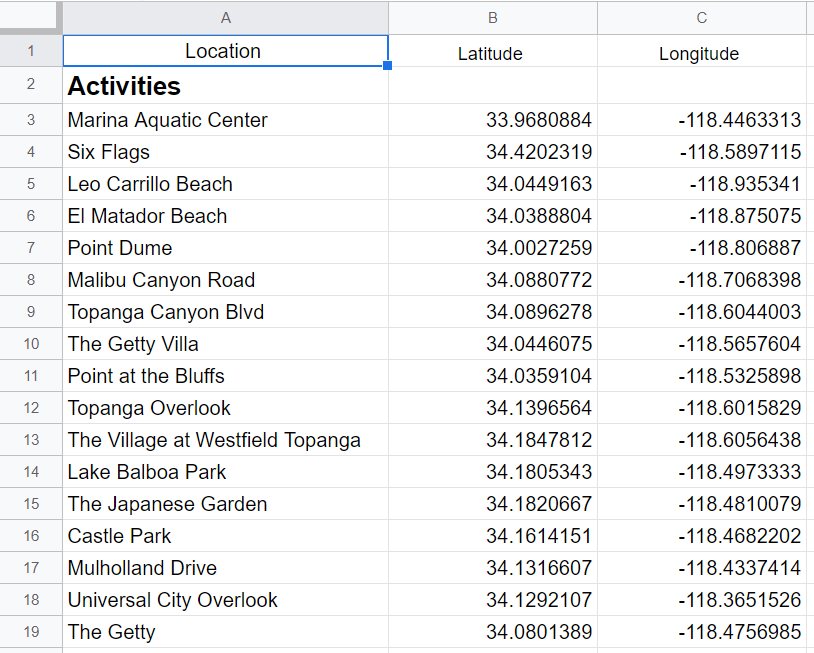 A B C
1 Location Latitude Longitude
2 Activities
3 Marina Aquatic Center 33.9680884 -118.4463313
4 Six Flags 34.4202319 -118.5897115
5 Leo Carrillo Beach 34.0449163 -118.935341
6 El Matador Beach 34.0388804 -118.875075
7 Point Dume 34.0027259 -118.806887
8 Malibu Canyon Road 34.0880772 -118.7068398
9 Topanga Canyon Blvd 34.0896278 -118.6044003
10 The Getty Villa 34.0446075 -118.5657604
11 Point at the Bluffs 34.0359104 -118.5325898
12 Topanga Overlook 34.1396564 -118.6015829
13 The Village at Westfield Topanga 34.1847812 -118.6056438
14 Lake Balboa Park 34.1805343 -118.4973333
15 The Japanese Garden 34.1820667 -118.4810079
16 Castle Park 34.1614151 -118.4682202
17 Mulholland Drive 34.1316607 -118.4337414
18 Universal City Overlook 34.1292107 -118.3651526
19 The Getty 34.0801389 -118.4756985